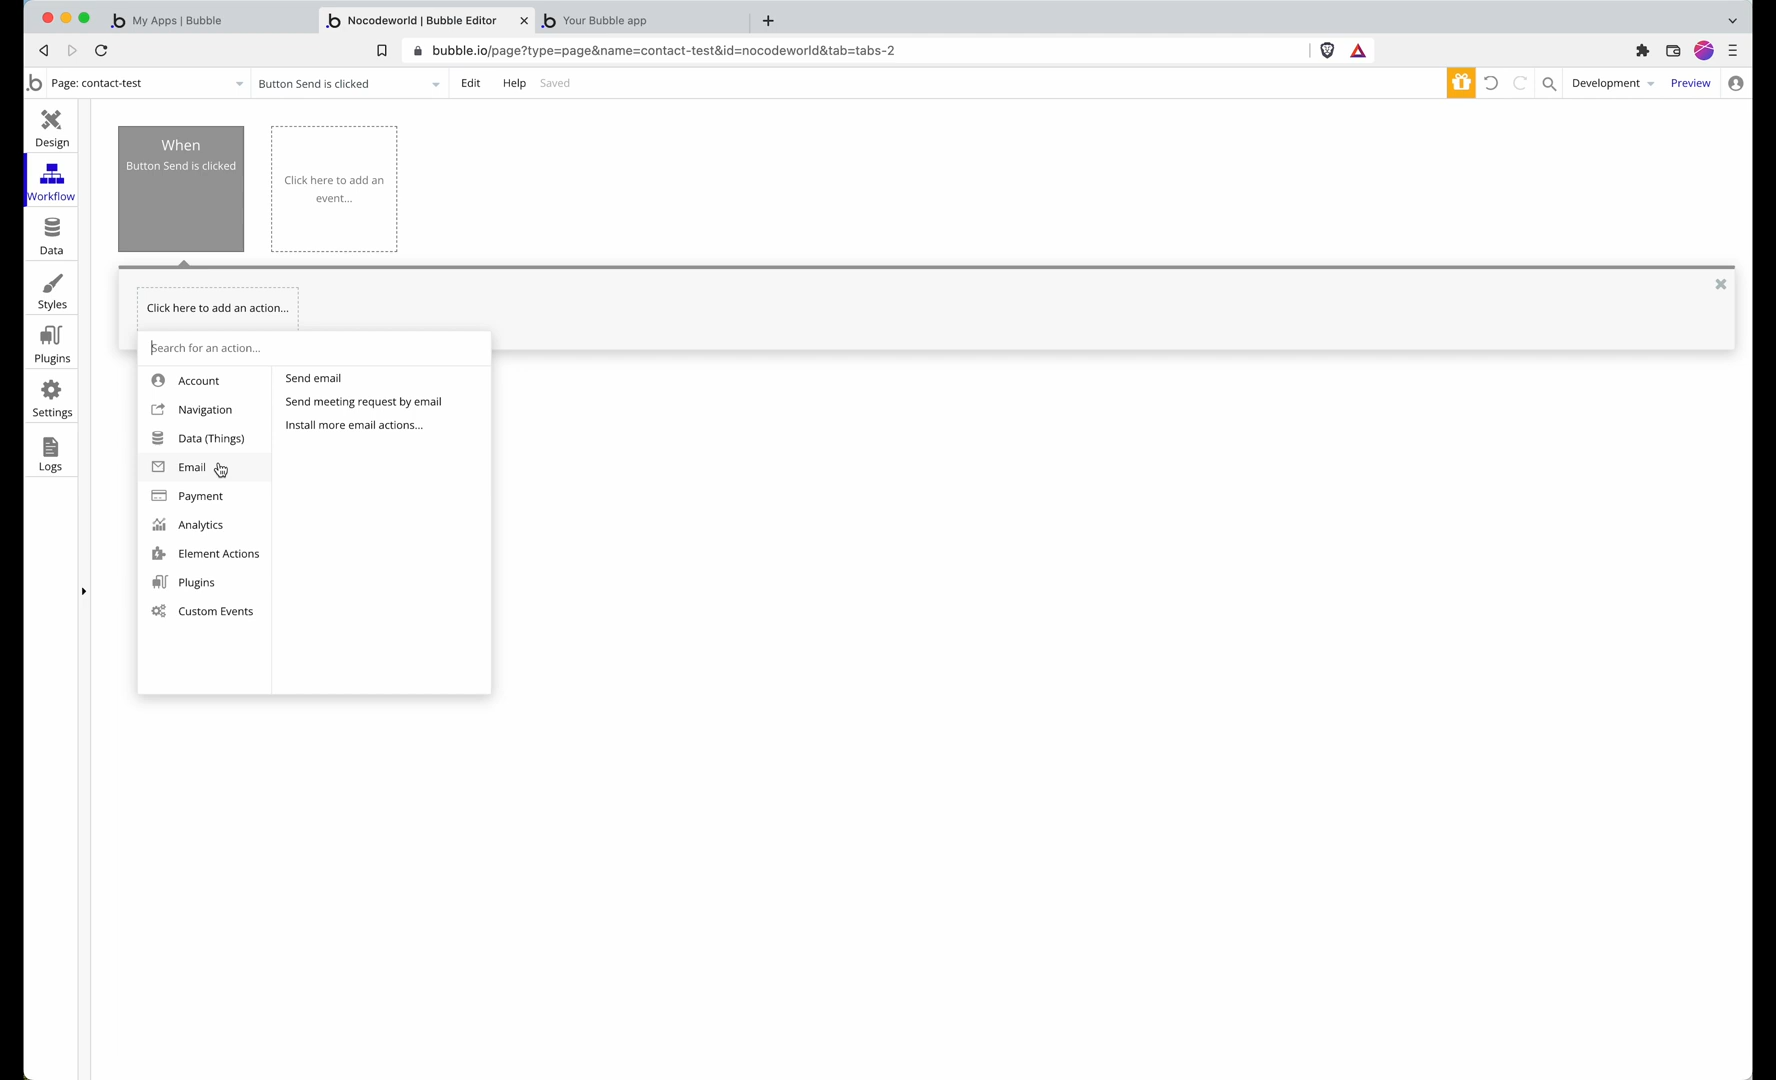 My Apps | Bubble
Nocodeworld | Bubble Editor
Your Bubble app
bubble.io/page?type=page&name=contact-test&id=nocodeworld&tab=tabs-2
Page: contact-test
Button Send is clicked
Edit
Help
Saved
Development
Preview
Design
Workflow
Data
Styles
Plugins
Settings
Logs
When
Button Send is clicked
Click here to add an
event...
Click here to add an action...
Search for an action...
Account
Navigation
Data (Things)
Email
Payment
Analytics
Element Actions
Plugins
Custom Events
Send email
Send meeting request by email
Install more email actions...